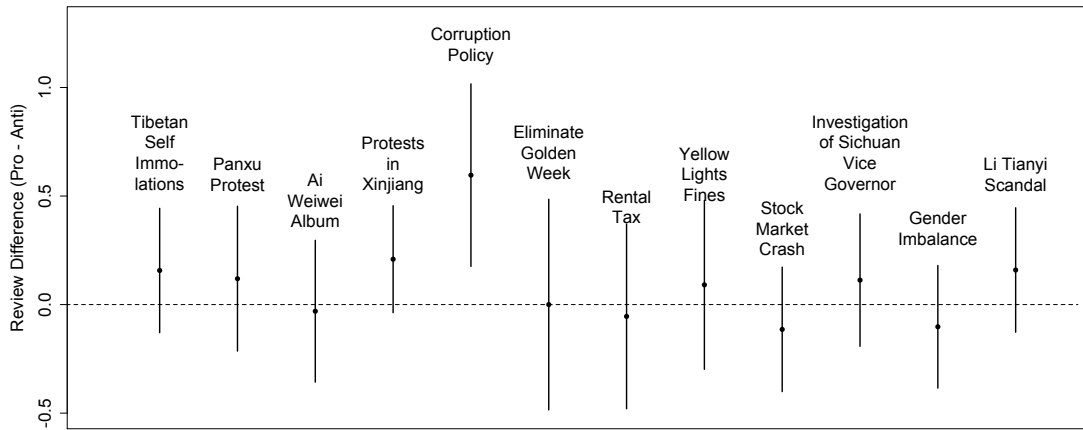 Review Difference (Pro - Anti)
1.0
0.5
0.0
-0.5
Tibetan
Self
Immo-
lations
Panxu
Protest
Ai
Weiwei
Album
Protests
in
Xinjiang
Corruption
Policy
Eliminate
Golden
Week
Rental
Tax
Yellow
Lights
Fines
Stock
Market
Crash
Investigation
of Sichuan
Vice
Governor
Gender
Imbalance
Li Tianyi
Scandal